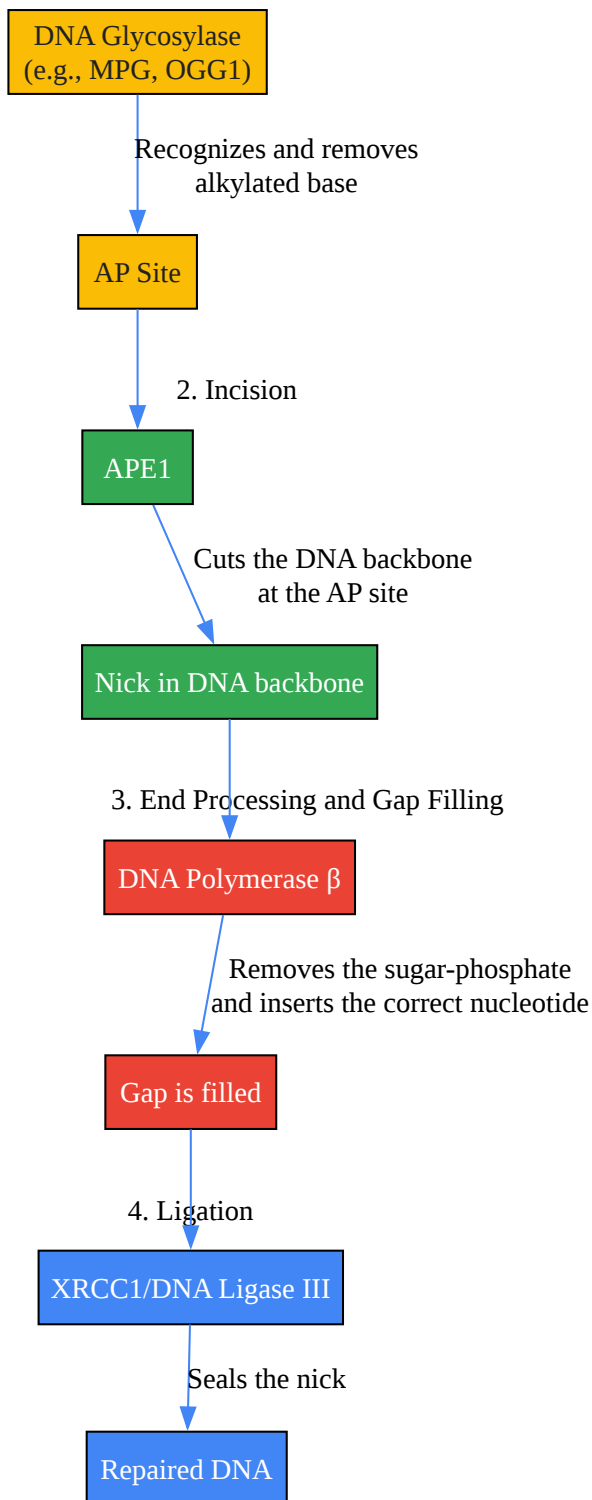 DNA Glycosylase
(e.g., MPG, OGG1)
Recognizes and removes
alkylated base
AP Site
2. Incision
APE1
Cuts the DNA backbone
at the AP site
Nick in DNA backbone
3. End Processing and Gap Filling
DNA Polymerase β
Removes the sugar-phosphate
and inserts the correct nucleotide
Gap is filled
4. Ligation
XRCC1/DNA Ligase III
Seals the nick
Repaired DNA